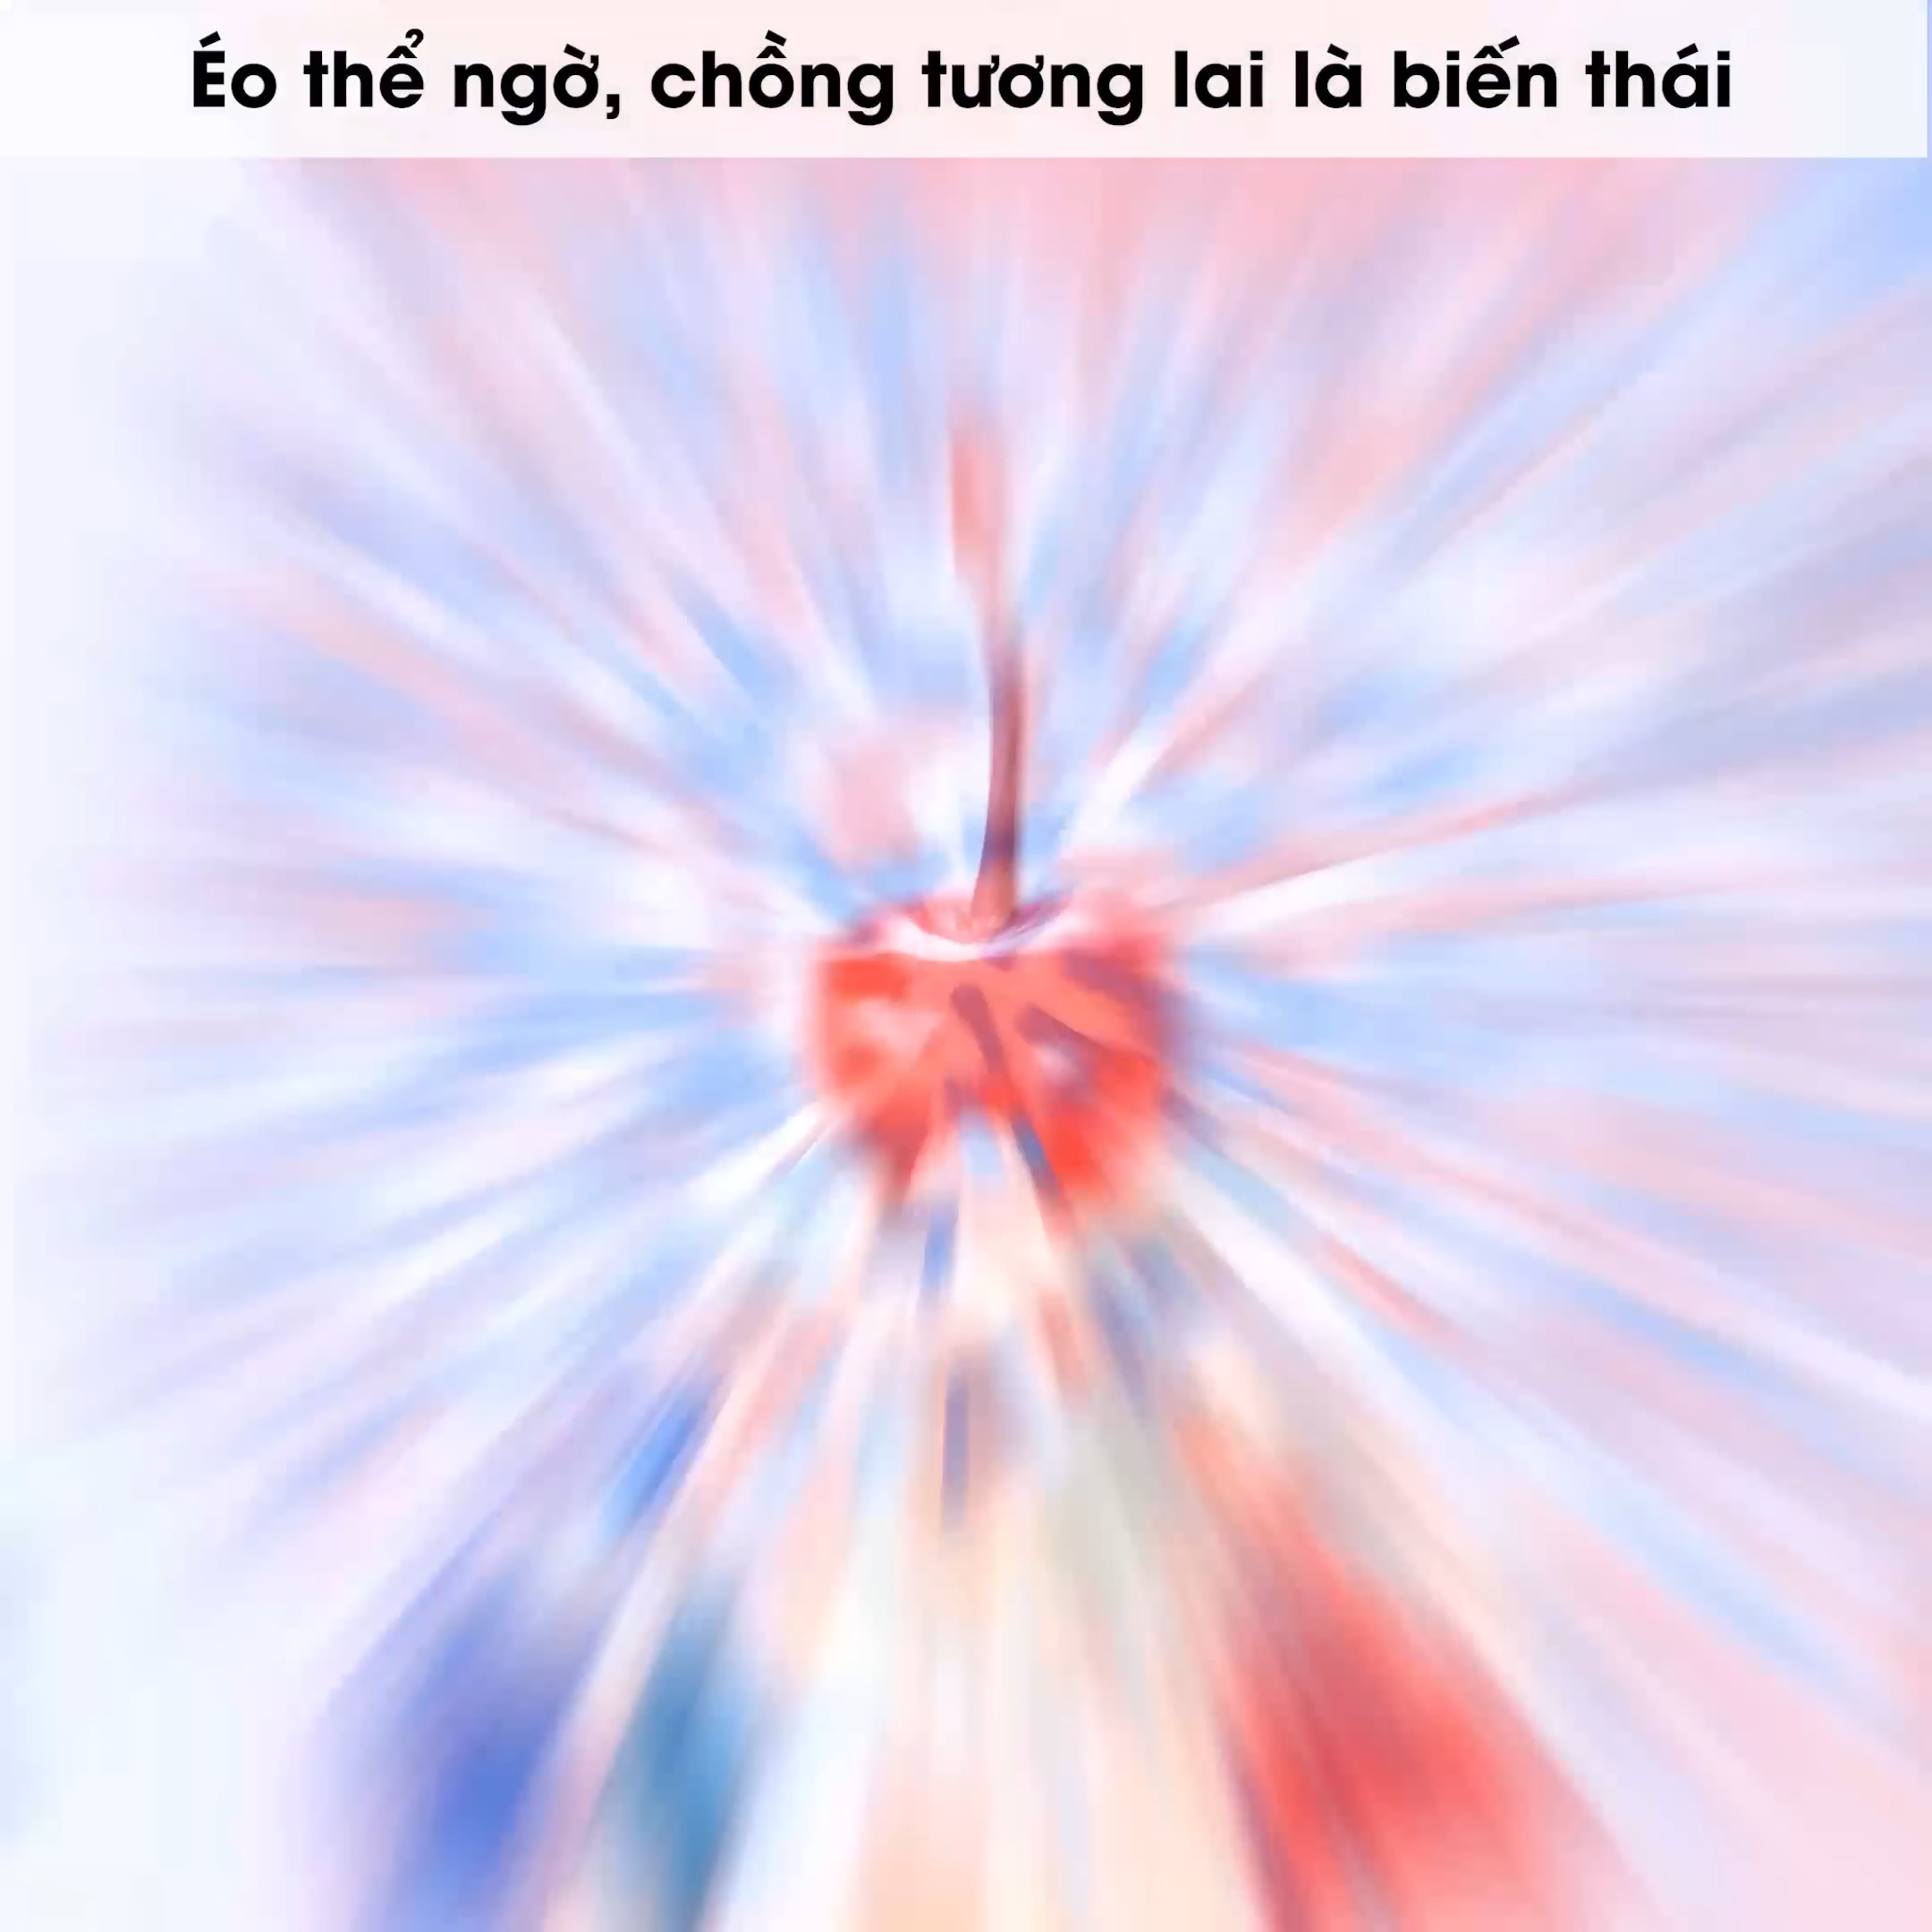 Éo thể ngờ, chồng tương lai là biến thái